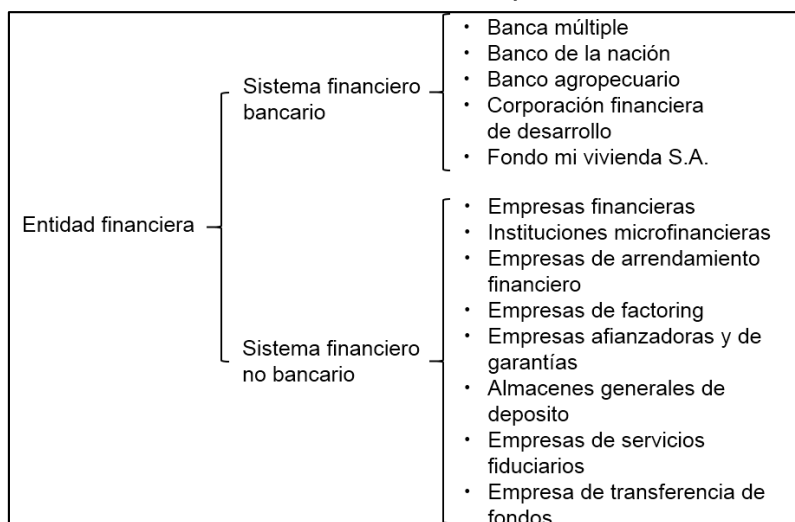 Entidad financiera
Sistema financiero
bancario
• Banca múltiple
• Banco de la nación
• Banco agropecuario
• Corporación financiera
de desarrollo
• Fondo mi vivienda S.A.
Sistema financiero
no bancario
• Empresas financieras
• Instituciones microfinancieras
• Empresas de arrendamiento
financiero
• Empresas de factoring
• Empresas afianzadoras y de
garantías
• Almacenes generales de
deposito
• Empresas de servicios
fiduciarios
• Empresa de transferencia de
fondos